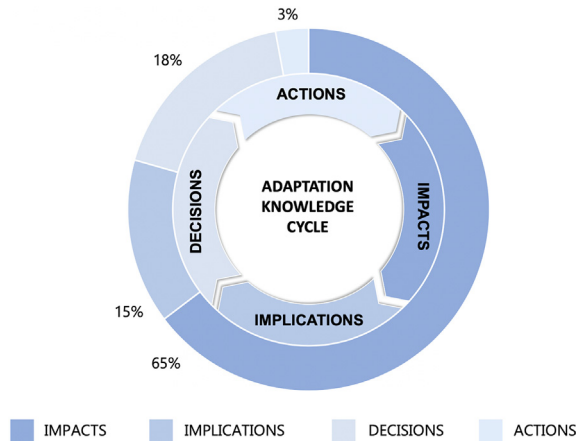 3%
18%
ACTIONS
DECISIONS
ADAPTATION
KNOWLEDGE
CYCLE
IMPACTS
IMPLICATIONS
15%
65%
IMPACTS IMPLICATIONS DECISIONS ACTIONS